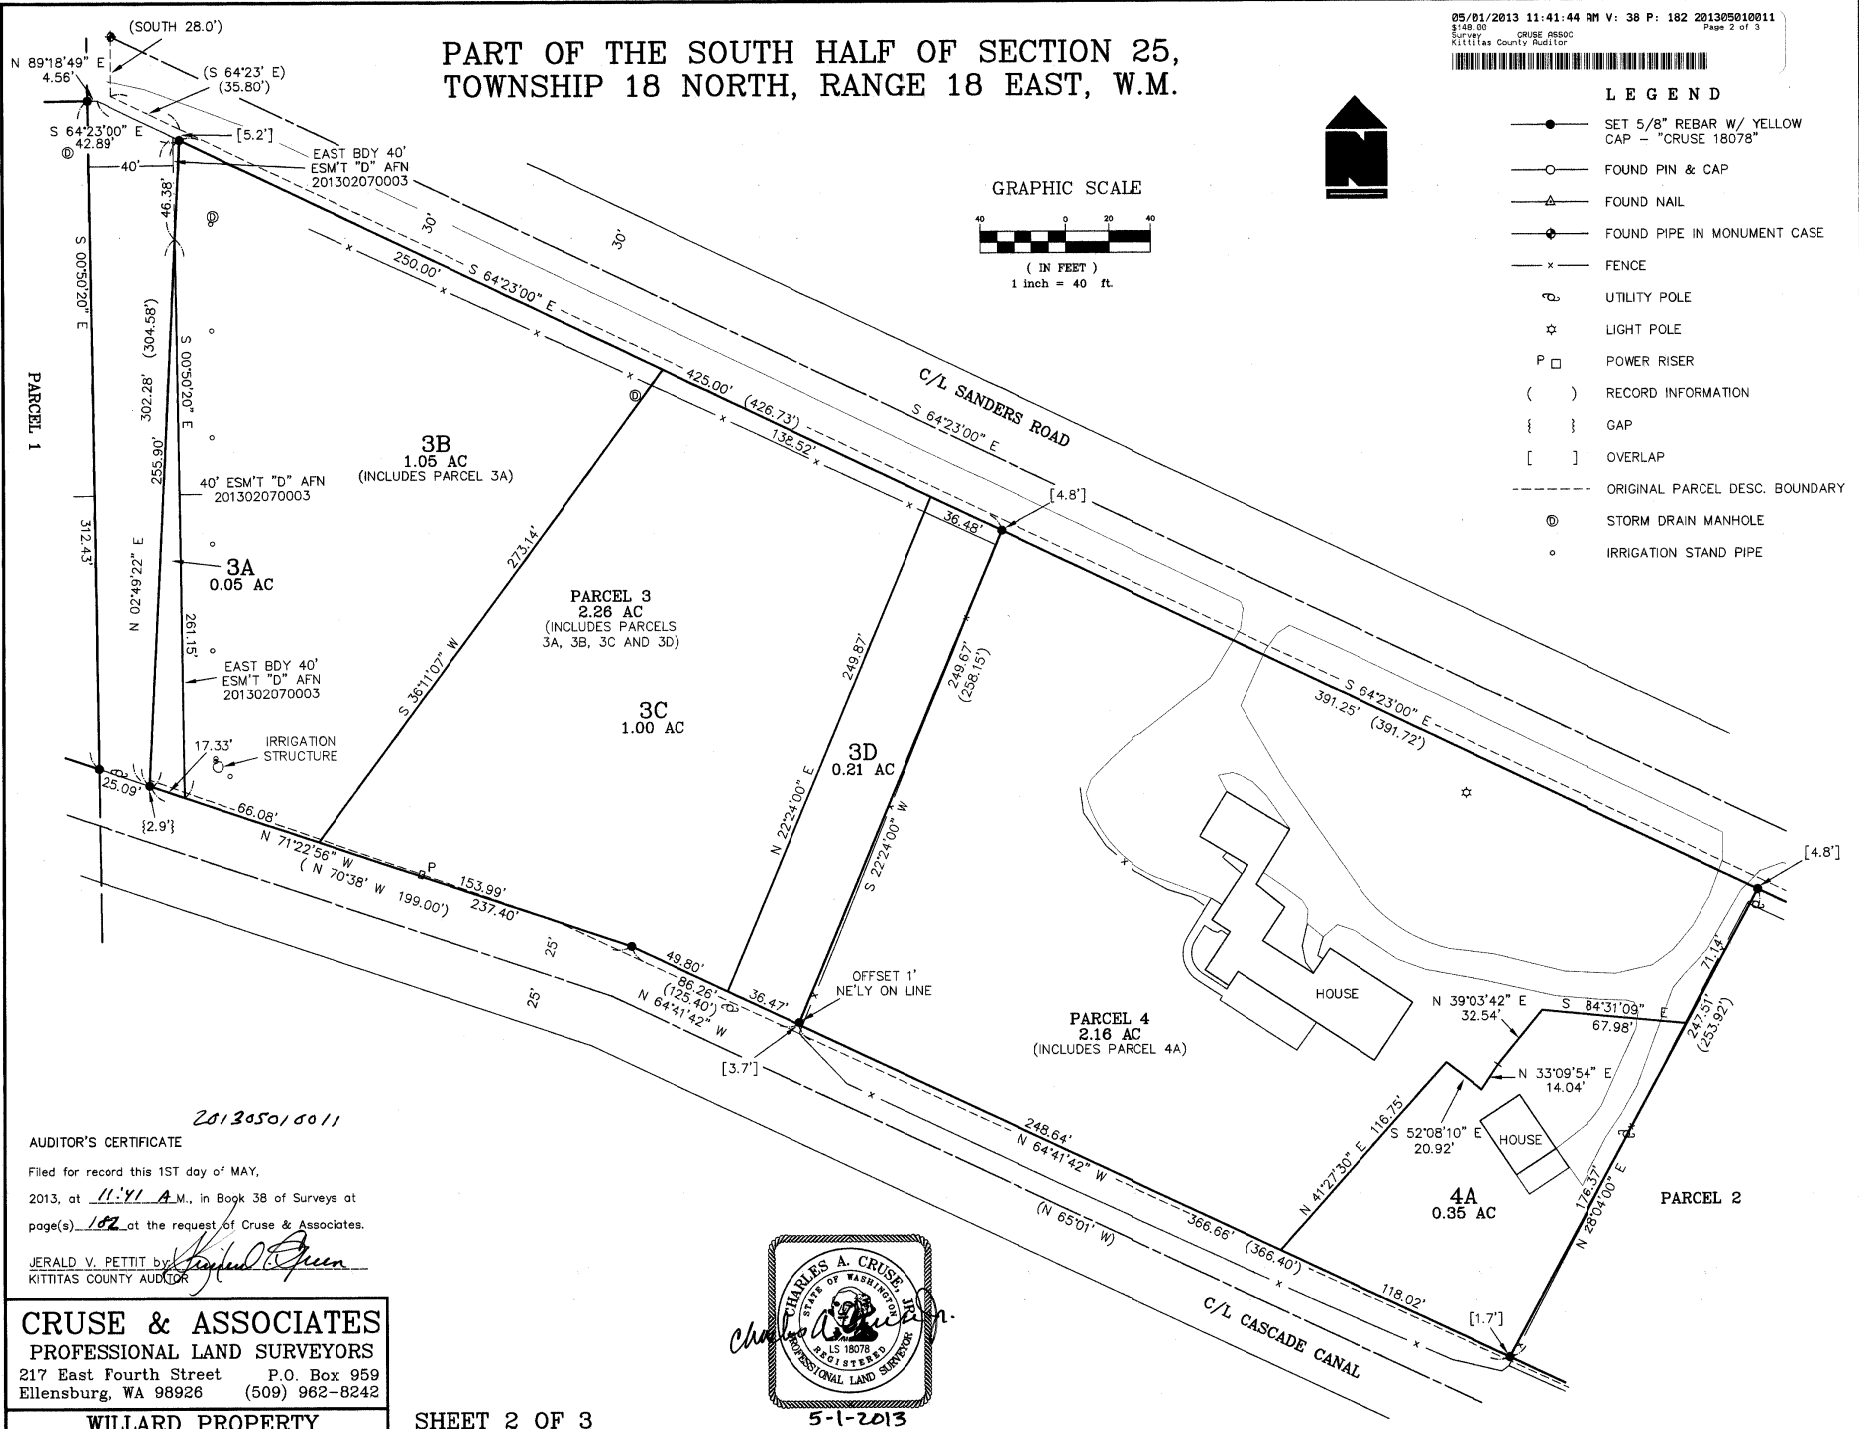 PART OF THE SOUTH HALF OF SECTION 25,
TOWNSHIP 18 NORTH, RANGE 18 EAST, W.M.
05/01/2013 11:41:44 AM V: 38 P: 182 201305010011
$148.00
Page 2 of 3
Survey CRUSE ASSOC
Kittitas County Auditor
LEGEND
SET 5/8" REBAR W/ YELLOW
CAP – "CRUSE 18078"
FOUND PIN & CAP
FOUND NAIL
FOUND PIPE IN MONUMENT CASE
x FENCE
UTILITY POLE
LIGHT POLE
P POWER RISER
( ) RECORD INFORMATION
{ } GAP
[ ] OVERLAP
ORIGINAL PARCEL DESC. BOUNDARY
D STORM DRAIN MANHOLE
IRRIGATION STAND PIPE
N
GRAPHIC SCALE
40 0 20 40
( IN FEET )
1 inch = 40 ft.
(SOUTH 28.0')
N 89°18'49" E
4.56'
(S 64°23' E)
(35.80')
S 64°23'00" E
42.89'
D
[5.2']
40'
EAST BDY 40'
ESM'T "D" AFN
201302070003
46.38'
D
30'
30'
S 00°50'20" E
312.43'
PARCEL 1
250.00'
S 64°23'00" E
302.28' (304.58')
255.90'
N 02°49'22" E
S 00°50'20" E
261.15'
425.00' (426.73')
138.52'
D
C/L SANDERS ROAD
S 64°23'00" E
3B
1.05 AC
(INCLUDES PARCEL 3A)
40' ESM'T "D" AFN
201302070003
3A
0.05 AC
EAST BDY 40'
ESM'T "D" AFN
201302070003
273.14'
S 36°11'07" W
36.48'
[4.8']
PARCEL 3
2.26 AC
(INCLUDES PARCELS
3A, 3B, 3C AND 3D)
3C
1.00 AC
249.87'
N 22°24'00" E
249.67'
(258.15')
S 22°24'00" W
3D
0.21 AC
S 64°23'00" E
391.25' (391.72')
[4.8']
17.33'
IRRIGATION
STRUCTURE
25.09'
{2.9'}
66.08'
N 71°22'56" W
( N 70°38' W 199.00')
P
153.99'
237.40'
25'
25'
49.80'
86.26'
(125.40')
N 64°41'42" W
36.47'
OFFSET 1'
NE'LY ON LINE
[3.7']
HOUSE
PARCEL 4
2.16 AC
(INCLUDES PARCEL 4A)
N 39°03'42" E
32.54'
S 84°31'09" E
67.98'
71.14'
247.51'
(253.92')
N 33°09'54" E
14.04'
S 52°08'10" E
20.92'
HOUSE
N 41°27'30" E 116.75'
4A
0.35 AC
176.37'
N 28°04'00" E
PARCEL 2
248.64'
N 64°41'42" W
(N 65°01' W)
366.66' (366.40')
118.02'
[1.7']
C/L CASCADE CANAL
201305010011
AUDITOR'S CERTIFICATE
Filed for record this 1ST day of MAY,
2013, at 11:41 A M., in Book 38 of Surveys at
page(s) 182 at the request of Cruse & Associates.
JERALD V. PETTIT by
KITTITAS COUNTY AUDITOR
CRUSE & ASSOCIATES
PROFESSIONAL LAND SURVEYORS
217 East Fourth Street P.O. Box 959
Ellensburg, WA 98926 (509) 962-8242
WILLARD PROPERTY
SHEET 2 OF 3
CHARLES A. CRUSE, JR.
STATE OF WASHINGTON
LS 18078
REGISTERED
PROFESSIONAL LAND SURVEYOR
5-1-2013